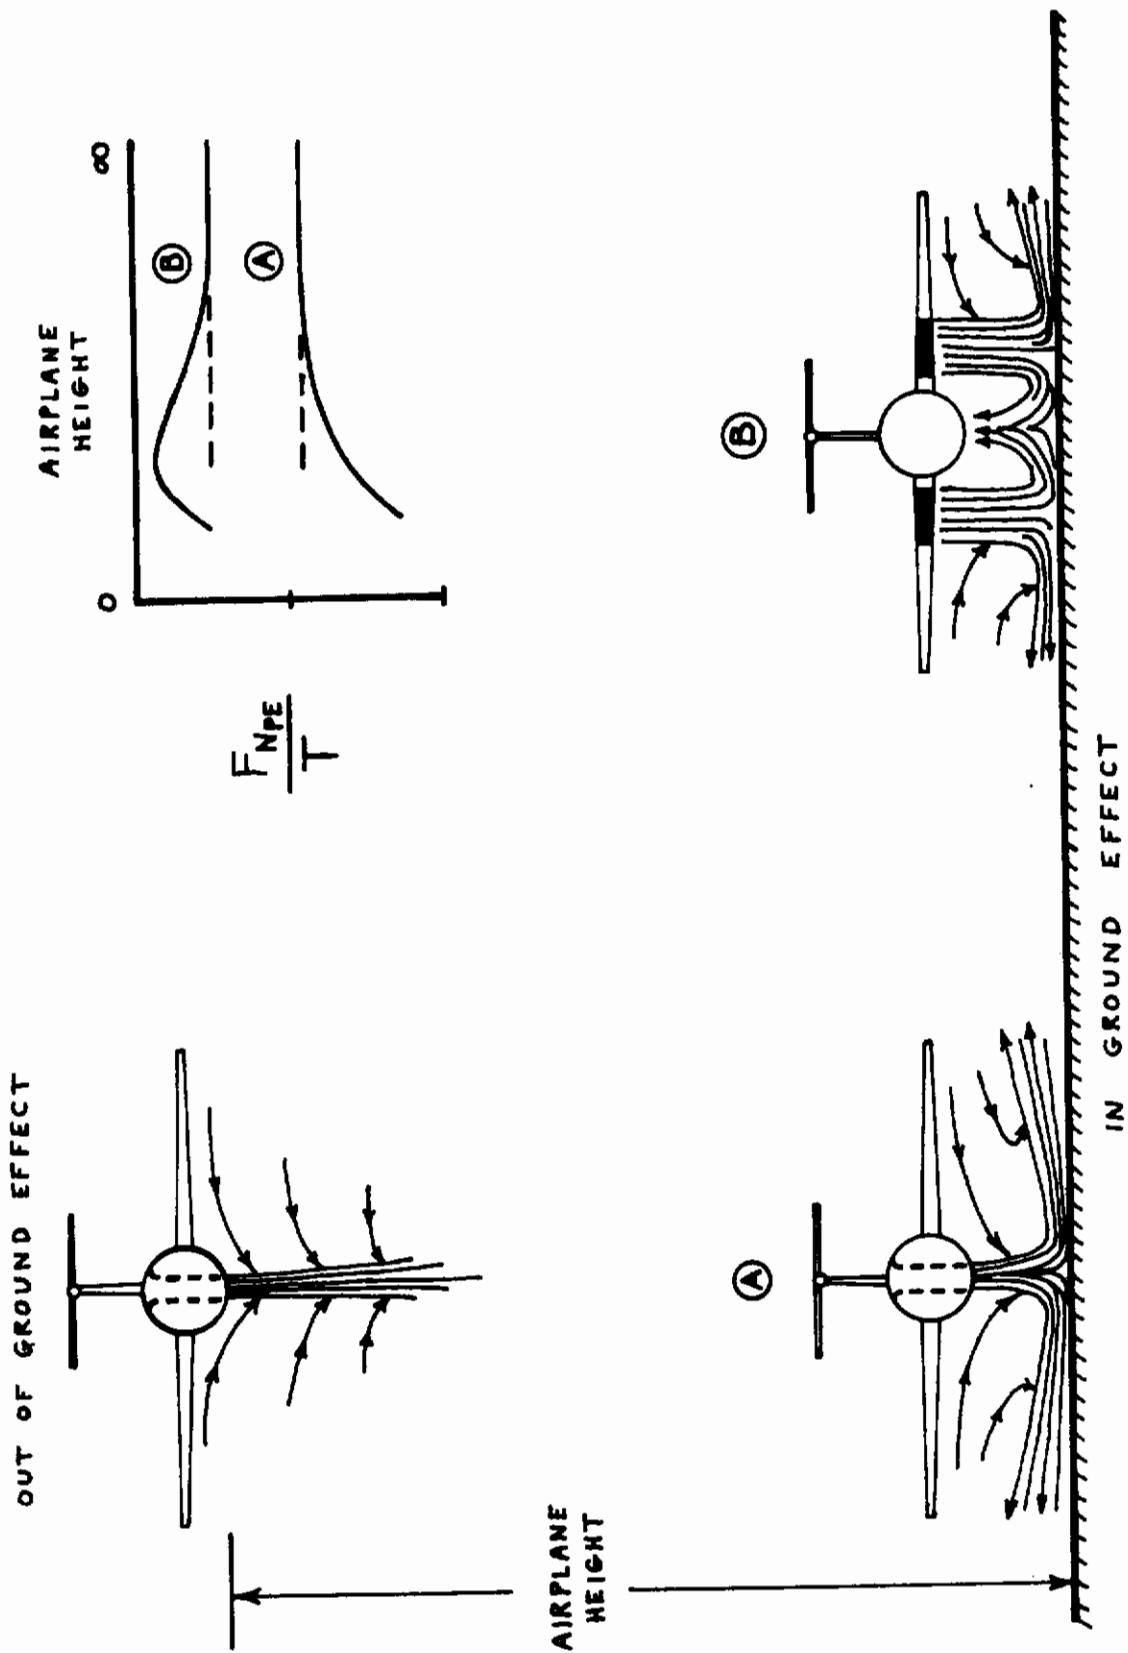 OUT OF GROUND EFFECT
AIRPLANE
HEIGHT
0
∞
B
A
F_NPE
T
AIRPLANE
HEIGHT
A
B
IN GROUND EFFECT